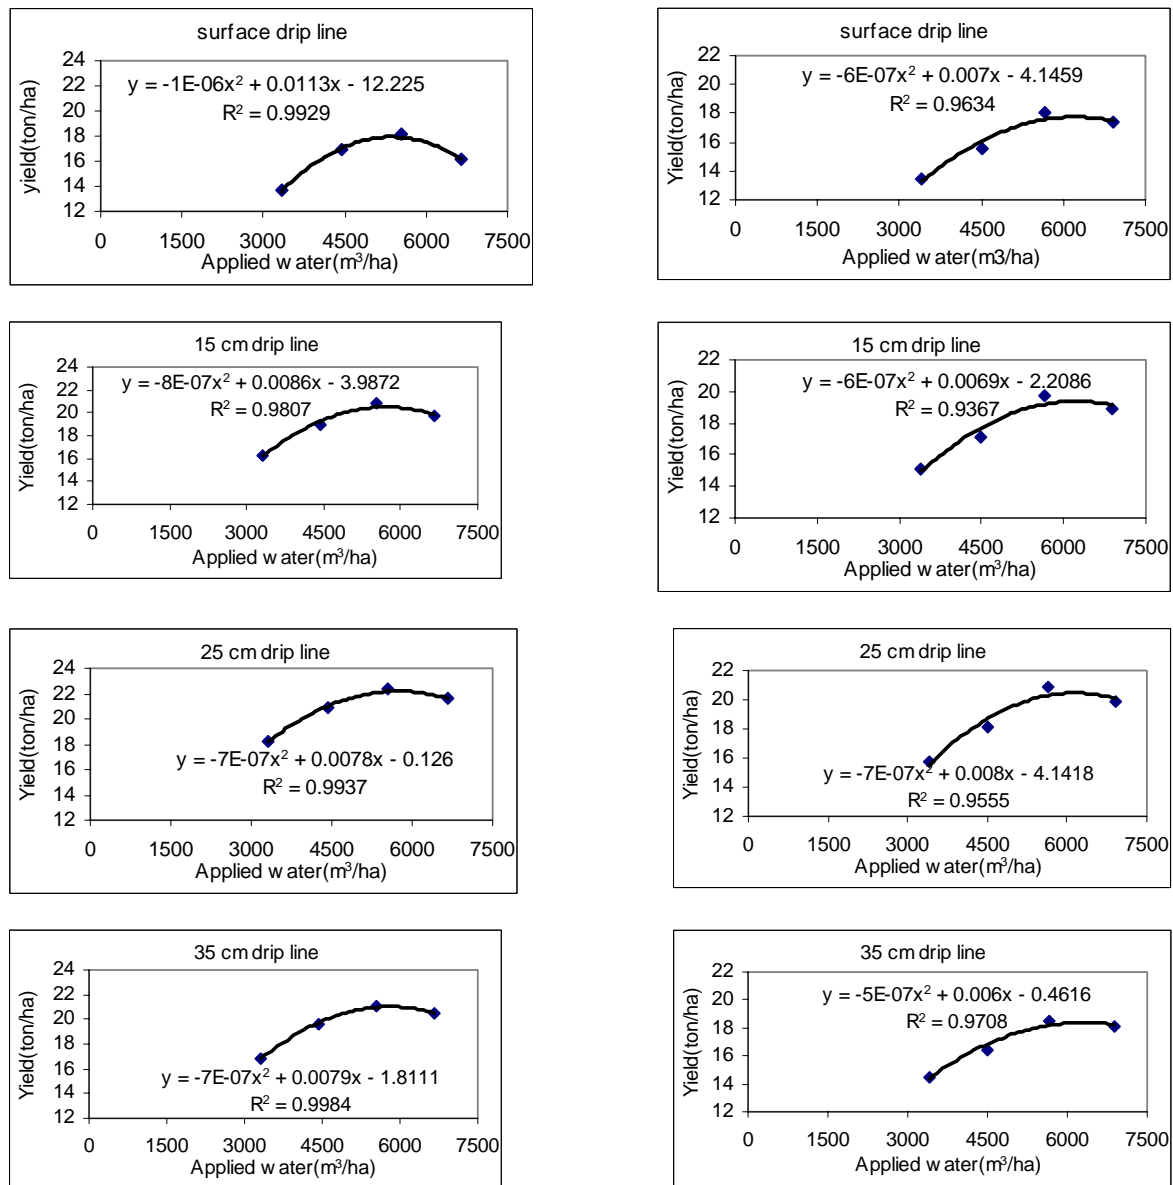 surface drip line
24
22
20
18
16
14
12
yield(ton/ha)
y = -1E-06x² + 0.0113x - 12.225
R² = 0.9929
0 1500 3000 4500 6000 7500
Applied water(m³/ha)
surface drip line
22
20
18
16
14
12
Yield(ton/ha)
y = -6E-07x² + 0.007x - 4.1459
R² = 0.9634
0 1500 3000 4500 6000 7500
Applied water(m3/ha)
15 cm drip line
24
22
20
18
16
14
12
Yield(ton/ha)
y = -8E-07x² + 0.0086x - 3.9872
R² = 0.9807
0 1500 3000 4500 6000 7500
Applied water(m³/ha)
15 cm drip line
22
20
18
16
14
12
Yield(ton/ha)
y = -6E-07x² + 0.0069x - 2.2086
R² = 0.9367
0 1500 3000 4500 6000 7500
Applied water(m³/ha)
25 cm drip line
24
22
20
18
16
14
12
Yield(ton/ha)
y = -7E-07x² + 0.0078x - 0.126
R² = 0.9937
0 1500 3000 4500 6000 7500
Applied water(m³/ha)
25 cm drip line
22
20
18
16
14
12
Yield(ton/ha)
y = -7E-07x² + 0.008x - 4.1418
R² = 0.9555
0 1500 3000 4500 6000 7500
Applied water(m³/ha)
35 cm drip line
24
22
20
18
16
14
12
Yield(ton/ha)
y = -7E-07x² + 0.0079x - 1.8111
R² = 0.9984
0 1500 3000 4500 6000 7500
Applied water(m³/ha)
35 cm drip line
22
20
18
16
14
12
Yield(ton/ha)
y = -5E-07x² + 0.006x - 0.4616
R² = 0.9708
0 1500 3000 4500 6000 7500
Applied water(m³/ha)